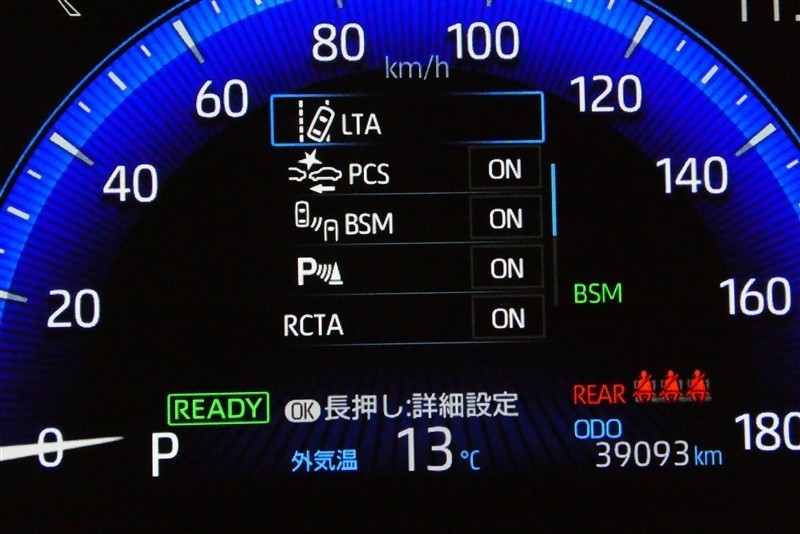 80 100
km/h
60 120
LTA
40 PCS ON 140
BSM ON
P ON
20 BSM 160
RCTA ON
REAR
READY OK 長押し:詳細設定
ODO
0 P 外気温 13 ℃ 39093 km 180